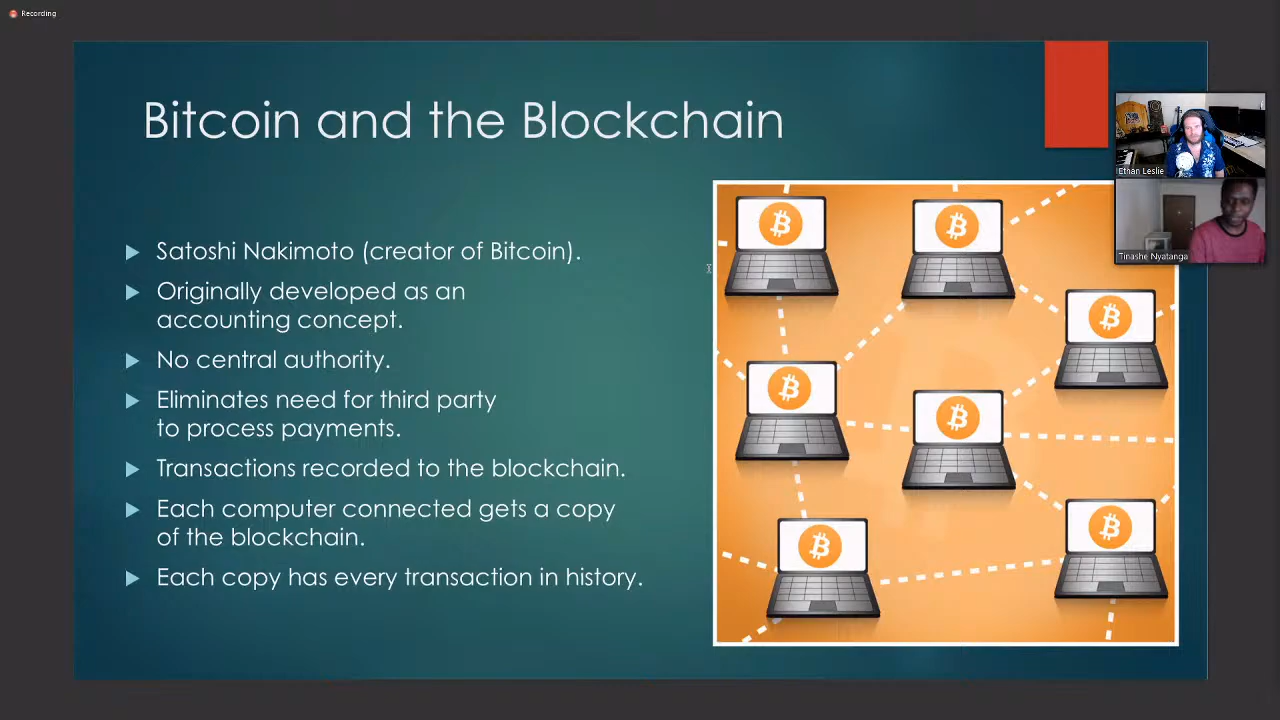 Recording
Bitcoin and the Blockchain
Satoshi Nakimoto (creator of Bitcoin).
Originally developed as an
accounting concept.
No central authority.
Eliminates need for third party
to process payments.
Transactions recorded to the blockchain.
Each computer connected gets a copy
of the blockchain.
Each copy has every transaction in history.
Ethan Leslie
Tinashe Nyatanga